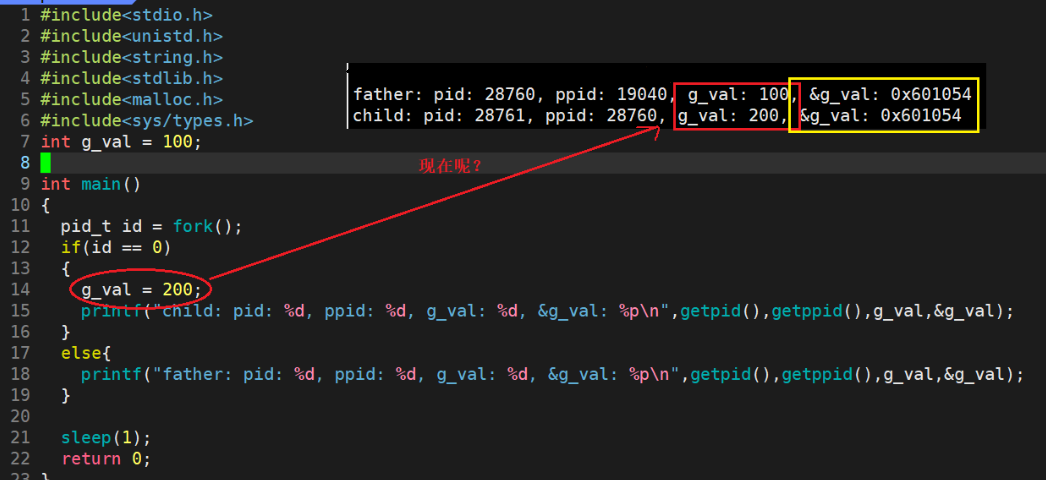 1 #include<stdio.h>
2 #include<unistd.h>
3 #include<string.h>
4 #include<stdlib.h>
5 #include<malloc.h>
6 #include<sys/types.h>
7 int g_val = 100;
8
9 int main()
10 {
11   pid_t id = fork();
12   if(id == 0)
13   {
14     g_val = 200;
15     printf("child: pid: %d, ppid: %d, g_val: %d, &g_val: %p\n",getpid(),getppid(),g_val,&g_val);
16   }
17   else{
18     printf("father: pid: %d, ppid: %d, g_val: %d, &g_val: %p\n",getpid(),getppid(),g_val,&g_val);
19   }
20
21   sleep(1);
22   return 0;
23 }
father: pid: 28760, ppid: 19040, g_val: 100, &g_val: 0x601054
child: pid: 28761, ppid: 28760, g_val: 200, &g_val: 0x601054
现在呢？